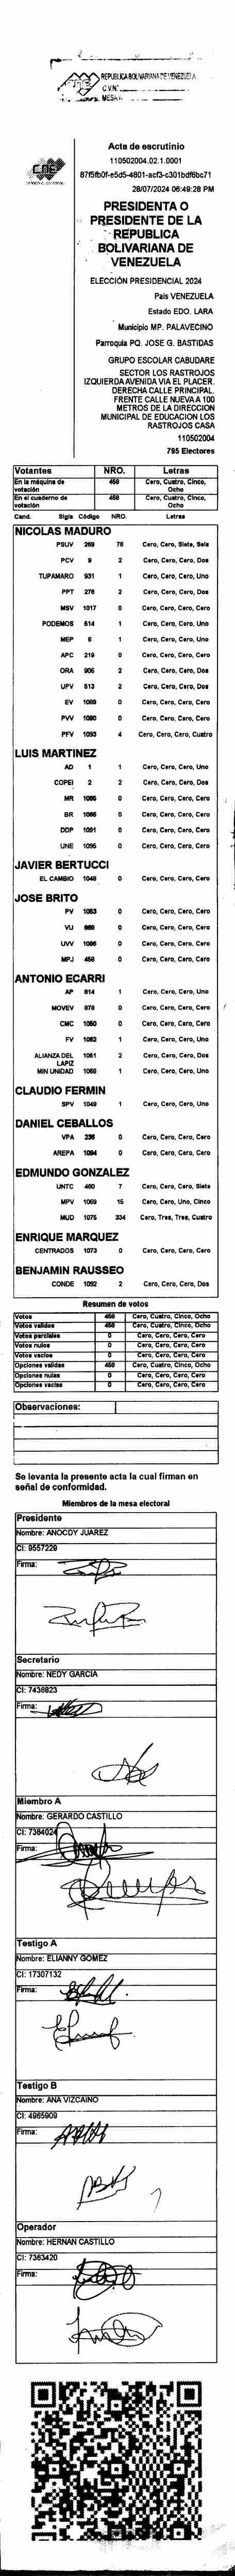 REPUBLICA BOLIVARIANA DE VENEZUELA
C.V.N°
MESA
CNE
Acta de escrutinio
110502004.02.1.0001
87f5fb0f-e5d5-4801-acf3-c301bdf6bc71
28/07/2024 06:49:28 PM
PRESIDENTA O
PRESIDENTE DE LA
REPÚBLICA
BOLIVARIANA DE
VENEZUELA
ELECCIÓN PRESIDENCIAL 2024
País VENEZUELA
Estado EDO. LARA
Municipio MP. PALAVECINO
Parroquia PQ. JOSE G. BASTIDAS
GRUPO ESCOLAR CABUDARE
SECTOR LOS RASTROJOS
IZQUIERDA AVENIDA VIA EL PLACER.
DERECHA CALLE PRINCIPAL.
FRENTE CALLE NUEVA A 100
METROS DE LA DIRECCION
MUNICIPAL DE EDUCACION LOS
RASTROJOS CASA
110502004
795 Electores
Votantes NRO. Letras
En la máquina de votación 458 Cero, Cuatro, Cinco, Ocho
En el cuaderno de votación 458 Cero, Cuatro, Cinco, Ocho
Cand. Sigla Código NRO. Letras
NICOLAS MADURO
PSUV 269 76 Cero, Cero, Siete, Seis
PCV 9 2 Cero, Cero, Cero, Dos
TUPAMARO 931 1 Cero, Cero, Cero, Uno
PPT 276 2 Cero, Cero, Cero, Dos
MSV 1017 0 Cero, Cero, Cero, Cero
PODEMOS 514 1 Cero, Cero, Cero, Uno
MEP 6 1 Cero, Cero, Cero, Uno
APC 219 0 Cero, Cero, Cero, Cero
ORA 906 2 Cero, Cero, Cero, Dos
UPV 513 2 Cero, Cero, Cero, Dos
EV 1089 0 Cero, Cero, Cero, Cero
PVV 1090 0 Cero, Cero, Cero, Cero
PFV 1093 4 Cero, Cero, Cero, Cuatro
LUIS MARTINEZ
AD 1 1 Cero, Cero, Cero, Uno
COPEI 2 2 Cero, Cero, Cero, Dos
MR 1065 0 Cero, Cero, Cero, Cero
BR 1066 0 Cero, Cero, Cero, Cero
DDP 1091 0 Cero, Cero, Cero, Cero
UNE 1095 0 Cero, Cero, Cero, Cero
JAVIER BERTUCCI
EL CAMBIO 1048 0 Cero, Cero, Cero, Cero
JOSE BRITO
PV 1053 0 Cero, Cero, Cero, Cero
VU 868 0 Cero, Cero, Cero, Cero
UVV 1096 0 Cero, Cero, Cero, Cero
MPJ 458 0 Cero, Cero, Cero, Cero
ANTONIO ECARRI
AP 814 1 Cero, Cero, Cero, Uno
MOVEV 878 0 Cero, Cero, Cero, Cero
CMC 1050 0 Cero, Cero, Cero, Cero
FV 1062 1 Cero, Cero, Cero, Uno
ALIANZA DEL LAPIZ 1061 2 Cero, Cero, Cero, Dos
MIN UNIDAD 1068 1 Cero, Cero, Cero, Uno
CLAUDIO FERMIN
SPV 1049 1 Cero, Cero, Cero, Uno
DANIEL CEBALLOS
VPA 236 0 Cero, Cero, Cero, Cero
AREPA 1094 0 Cero, Cero, Cero, Cero
EDMUNDO GONZALEZ
UNTC 460 7 Cero, Cero, Cero, Siete
MPV 1069 15 Cero, Cero, Uno, Cinco
MUD 1075 334 Cero, Tres, Tres, Cuatro
ENRIQUE MARQUEZ
CENTRADOS 1073 0 Cero, Cero, Cero, Cero
BENJAMIN RAUSSEO
CONDE 1092 2 Cero, Cero, Cero, Dos
Resumen de votos
Votos 458 Cero, Cuatro, Cinco, Ocho
Votos válidos 458 Cero, Cuatro, Cinco, Ocho
Votos parciales 0 Cero, Cero, Cero, Cero
Votos nulos 0 Cero, Cero, Cero, Cero
Votos vacíos 0 Cero, Cero, Cero, Cero
Opciones válidas 458 Cero, Cuatro, Cinco, Ocho
Opciones nulas 0 Cero, Cero, Cero, Cero
Opciones vacías 0 Cero, Cero, Cero, Cero
Observaciones:
Se levanta la presente acta la cual firman en
señal de conformidad.
Miembros de la mesa electoral
Presidente
Nombre: ANOCDY JUAREZ
CI: 9557229
Firma:
Secretario
Nombre: NEDY GARCIA
CI: 7436823
Firma:
Miembro A
Nombre: GERARDO CASTILLO
CI: 7384024
Firma:
Testigo A
Nombre: ELIANNY GOMEZ
CI: 17307132
Firma:
Testigo B
Nombre: ANA VIZCAINO
CI: 4965909
Firma:
Operador
Nombre: HERNAN CASTILLO
CI: 7363420
Firma: